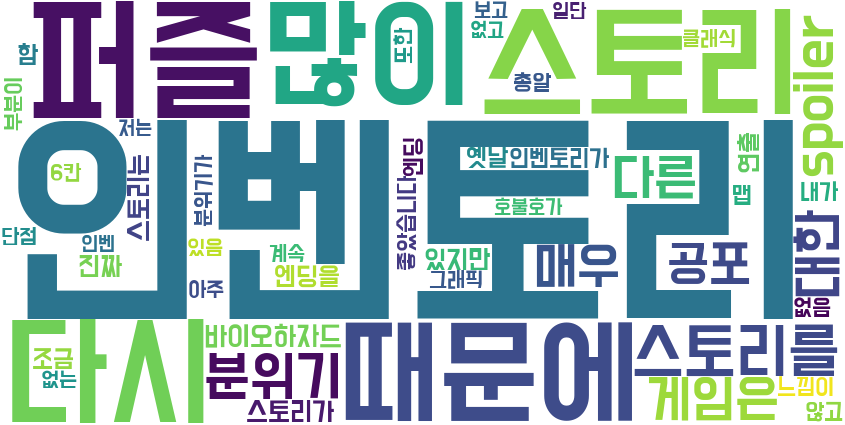 보고
일단
없고
함
퍼즐
많이
또한
스토리
클래식
spoiler
총알
부분이
저는
인벤토리
6칸
스토리는
분위기가
엔딩
옛날
인벤토리가
다른
연출
맵
내가
호불호가
좋았습니다
단점
인벤
진짜
있음
계속
엔딩을
있지만
그래픽
매우
공포
대한
아주
없음
다시
바이오하자드
때문에
스토리를
조금
없는
분위기
스토리가
게임은
느낌이
않고